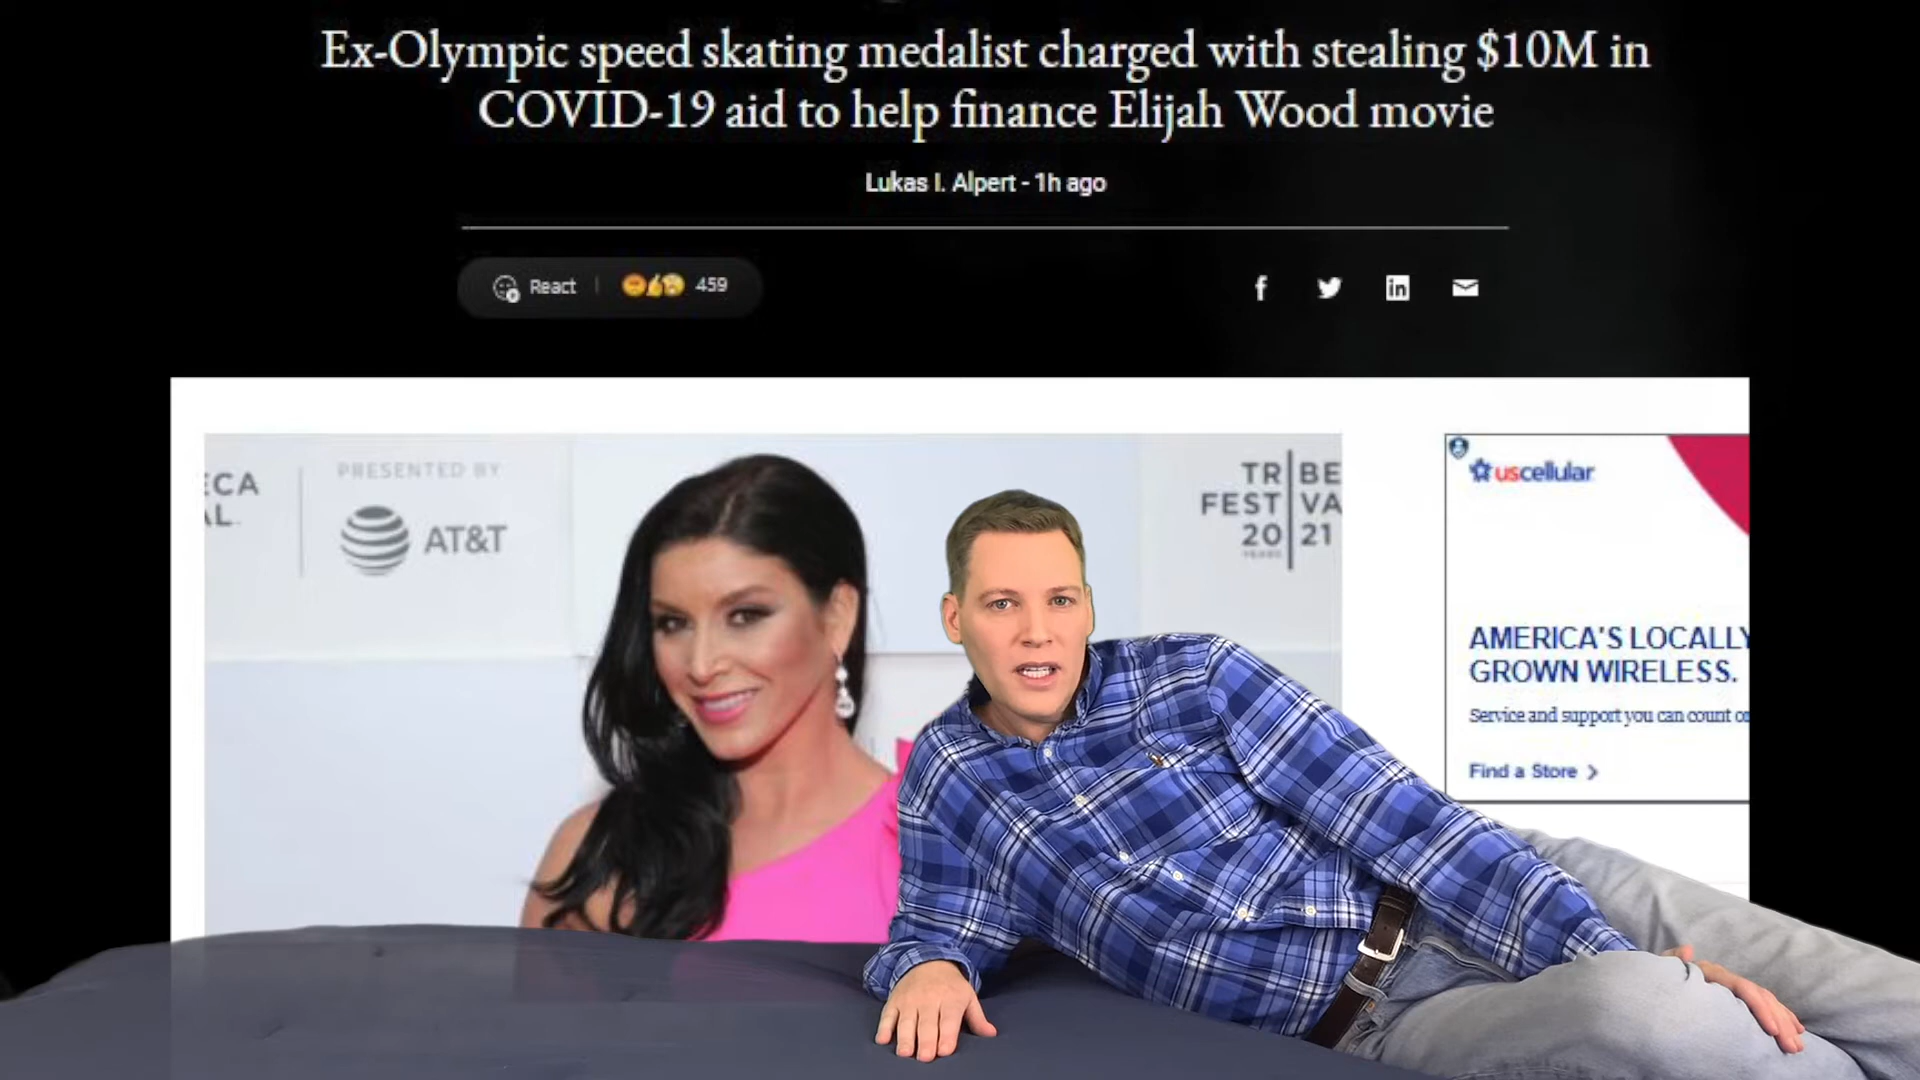 Ex-Olympic speed skating medalist charged with stealing $10M in
COVID-19 aid to help finance Elijah Wood movie
Lukas I. Alpert - 1h ago
React
459
ECA
AL
PRESENTED BY
AT&T
TR BE
FEST VA
20 21
YEARS
uscellular
AMERICA'S LOCALLY
GROWN WIRELESS.
Service and support you can count on
Find a Store >